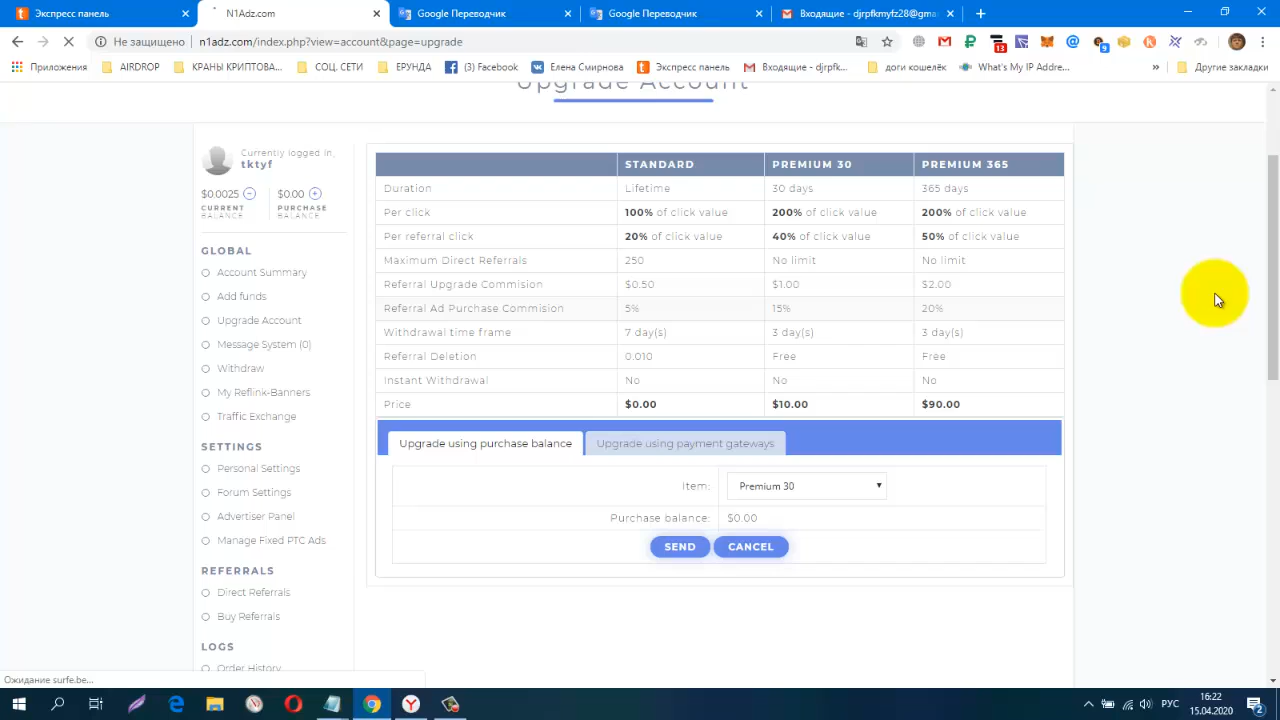 Экспресс панель
N1Adz.com
Google Переводчик
Google Переводчик
Входящие - djrpfkmyfz28@gma
Не защищено
n1adz.com/index.php?view=account&page=upgrade
13
9
Приложения
AIRDROP
КРАНЫ КРИПТОВА...
СОЦ. СЕТИ
ЕРУНДА
(3) Facebook
Елена Смирнова
Экспресс панель
Входящие - djrpfk...
доги кошелёк
What's My IP Addre...
»
Другие закладки
Upgrade Account
Currently logged in,
tktyf
$0.0025
$0.00
CURRENT
BALANCE
PURCHASE
BALANCE
GLOBAL
Account Summary
Add funds
Upgrade Account
Message System (0)
Withdraw
My Reflink-Banners
Traffic Exchange
SETTINGS
Personal Settings
Forum Settings
Advertiser Panel
Manage Fixed PTC Ads
REFERRALS
Direct Referrals
Buy Referrals
LOGS
Order History
STANDARD PREMIUM 30 PREMIUM 365
Duration Lifetime 30 days 365 days
Per click 100% of click value 200% of click value 200% of click value
Per referral click 20% of click value 40% of click value 50% of click value
Maximum Direct Referrals 250 No limit No limit
Referral Upgrade Commision $0.50 $1.00 $2.00
Referral Ad Purchase Commision 5% 15% 20%
Withdrawal time frame 7 day(s) 3 day(s) 3 day(s)
Referral Deletion 0.010 Free Free
Instant Withdrawal No No No
Price $0.00 $10.00 $90.00
Upgrade using purchase balance
Upgrade using payment gateways
item: Premium 30
Purchase balance: $0.00
SEND CANCEL
Ожидание surfe.be...
РУС
16:22
15.04.2020
2